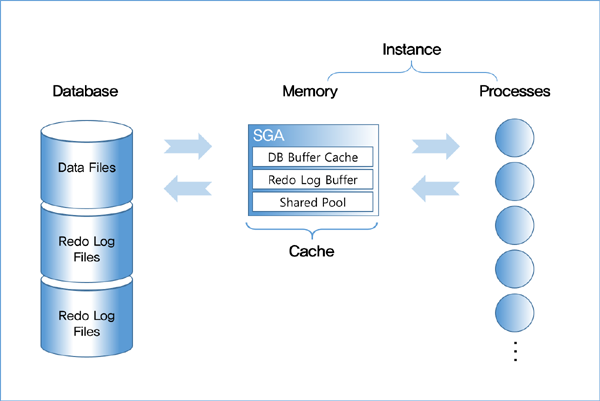 Instance
Database
Memory
Processes
SGA
Data Files
DB Buffer Cache
Redo Log Buffer
Shared Pool
Redo Log
Files
Cache
Redo Log
Files